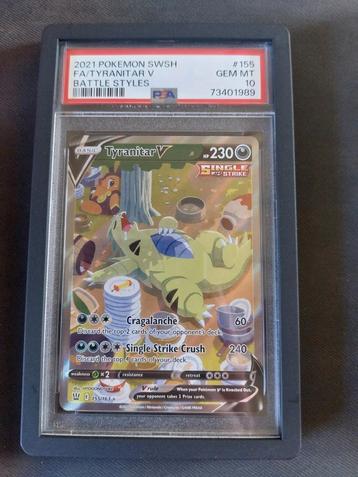 2021 POKEMON SWSH #155
FA/TYRANITAR V GEM MT
BATTLE STYLES 10
PSA 73401989
BASIC Tyranitar V HP 230
SINGLE STRIKE
Cragalanche 60
Discard the top 2 cards of your opponent's deck.
Single Strike Crush 240
Discard the top 4 cards of your deck.
weakness ×2 resistance retreat
V rule When your Pokémon V is Knocked Out,
your opponent takes 2 Prize cards.
155/163